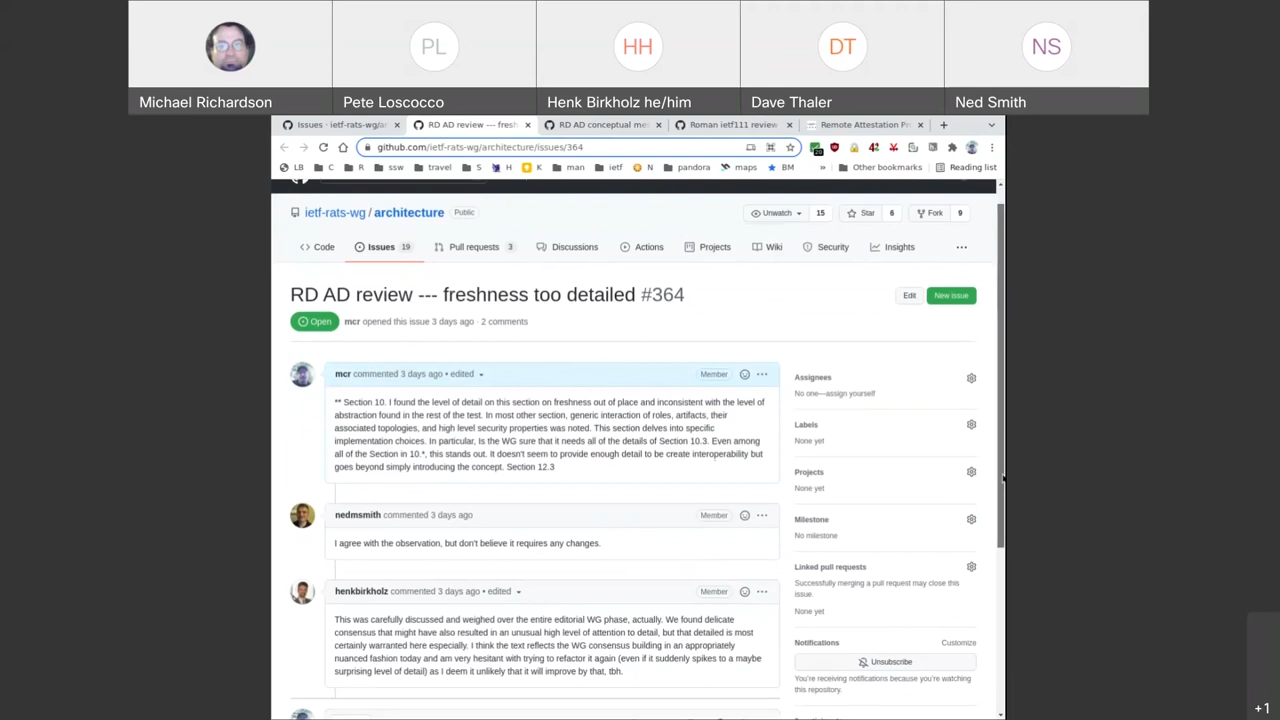 PL
HH
DT
NS
Michael Richardson
Pete Loscocco
Henk Birkholz he/him
Dave Thaler
Ned Smith
Issues · ietf-rats-wg/ar
RD AD review --- fresh
RD AD conceptual me
Roman ietf111 review
Remote Attestation Pr
github.com/ietf-rats-wg/architecture/issues/364
LB C R ssw travel S H K man ietf N pandora maps BM » Other bookmarks Reading list
ietf-rats-wg / architecture Public
Unwatch 15 Star 6 Fork 9
Code Issues 19 Pull requests 3 Discussions Actions Projects Wiki Security Insights
RD AD review --- freshness too detailed #364
Edit New issue
Open mcr opened this issue 3 days ago · 2 comments
mcr commented 3 days ago • edited Member
** Section 10. I found the level of detail on this section on freshness out of place and inconsistent with the level of
abstraction found in the rest of the test. In most other section, generic interaction of roles, artifacts, their
associated topologies, and high level security properties was noted. This section delves into specific
implementation choices. In particular, Is the WG sure that it needs all of the details of Section 10.3. Even among
all of the Section in 10.*, this stands out. It doesn't seem to provide enough detail to be create interoperability but
goes beyond simply introducing the concept. Section 12.3
nedmsmith commented 3 days ago Member
I agree with the observation, but don't believe it requires any changes.
henkbirkholz commented 3 days ago • edited Member
This was carefully discussed and weighed over the entire editorial WG phase, actually. We found delicate
consensus that might have also resulted in an unusual high level of attention to detail, but that detailed is most
certainly warranted here especially. I think the text reflects the WG consensus building in an appropriately
nuanced fashion today and am very hesitant with trying to refactor it again (even if it suddenly spikes to a maybe
surprising level of detail) as I deem it unlikely that it will improve by that, tbh.
Assignees
No one—assign yourself
Labels
None yet
Projects
None yet
Milestone
No milestone
Linked pull requests
Successfully merging a pull request may close this
issue.
None yet
Notifications Customize
Unsubscribe
You're receiving notifications because you're watching
this repository.
+1